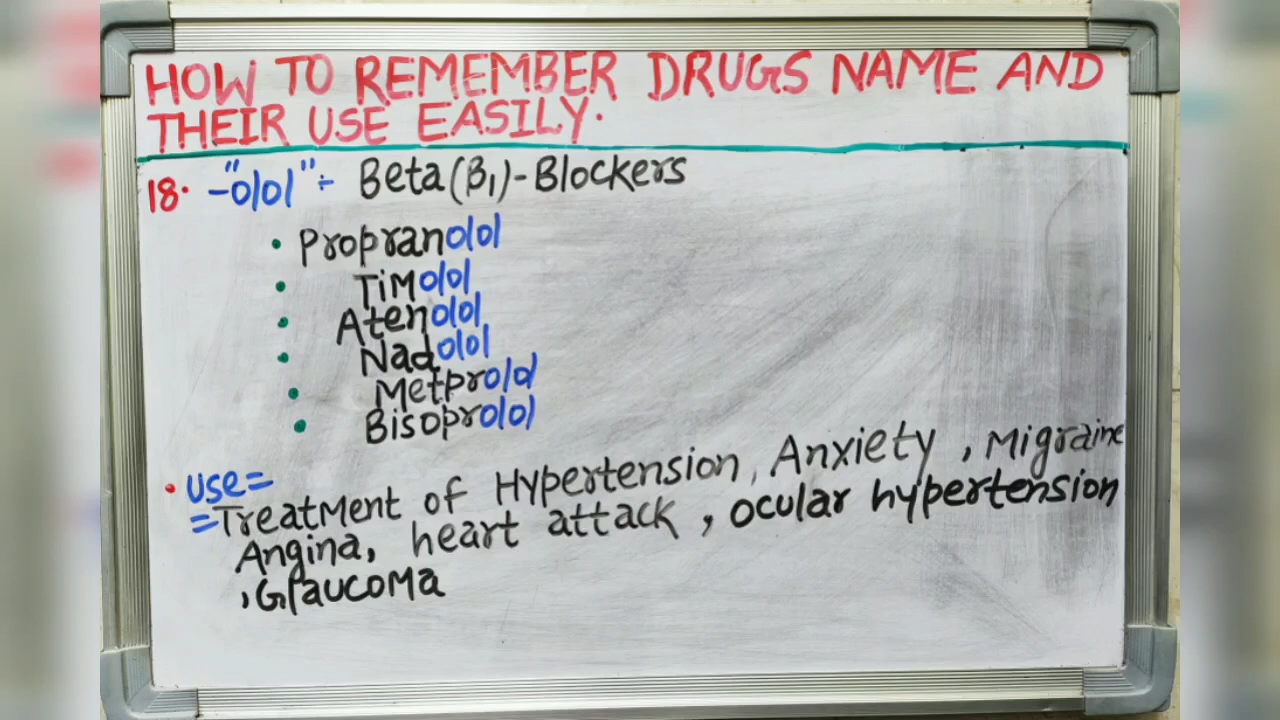 HOW TO REMEMBER DRUGS NAME AND
THEIR USE EASILY.
18. -"olol" :- Beta (β₁) - Blockers
• Propranolol
• Timolol
• Atenolol
• Nadolol
• Metprolol
• Bisoprolol
• Use =
= Treatment of Hypertension, Anxiety, Migraine
Angina, heart attack, ocular hypertension
, Glaucoma